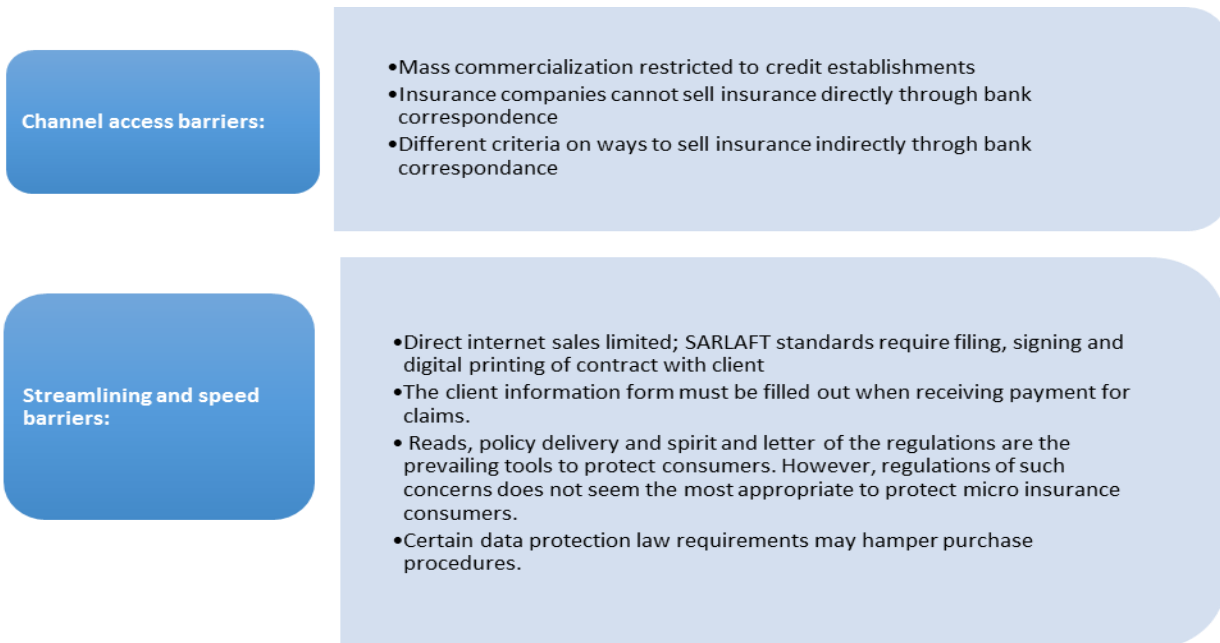 Channel access barriers:
•Mass commercialization restricted to credit establishments
•Insurance companies cannot sell insurance directly through bank
correspondence
•Different criteria on ways to sell insurance indirectly throgh bank
correspondance
Streamlining and speed
barriers:
•Direct internet sales limited; SARLAFT standards require filing, signing and
digital printing of contract with client
•The client information form must be filled out when receiving payment for
claims.
• Reads, policy delivery and spirit and letter of the regulations are the
prevailing tools to protect consumers. However, regulations of such
concerns does not seem the most appropriate to protect micro insurance
consumers.
•Certain data protection law requirements may hamper purchase
procedures.